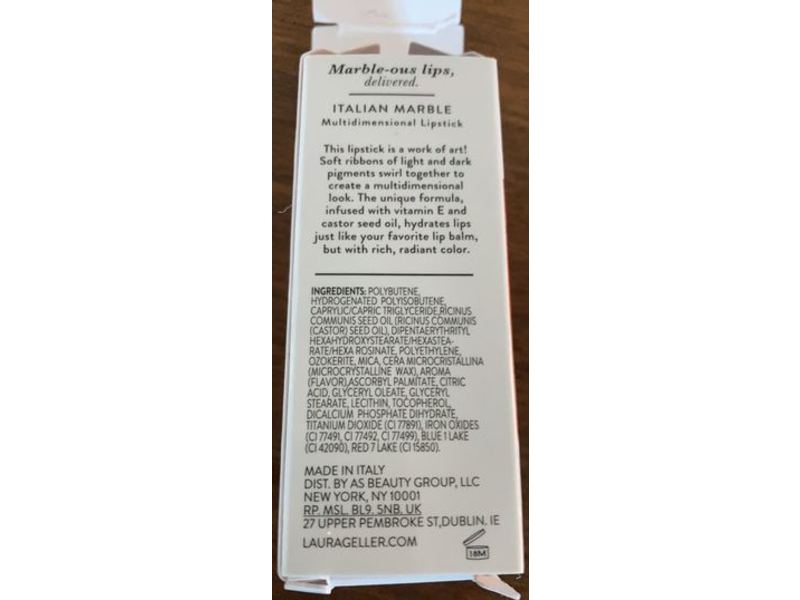 Marble-ous lips,
delivered.
ITALIAN MARBLE
Multidimensional Lipstick
This lipstick is a work of art!
Soft ribbons of light and dark
pigments swirl together to
create a multidimensional
look. The unique formula,
infused with vitamin E and
castor seed oil, hydrates lips
just like your favorite lip balm,
but with rich, radiant color.
INGREDIENTS: POLYBUTENE,
HYDROGENATED POLYISOBUTENE,
CAPRYLIC/CAPRIC TRIGLYCERIDE,RICINUS
COMMUNIS SEED OIL (RICINUS COMMUNIS
(CASTOR) SEED OIL), DIPENTAERYTHRITYL
HEXAHYDROXYSTEARATE/HEXASTEA-
RATE/HEXA ROSINATE, POLYETHYLENE,
OZOKERITE, MICA, CERA MICROCRISTALLINA
(MICROCRYSTALLINE WAX), AROMA
(FLAVOR),ASCORBYL PALMITATE, CITRIC
ACID, GLYCERYL OLEATE, GLYCERYL
STEARATE, LECITHIN, TOCOPHEROL,
DICALCIUM PHOSPHATE DIHYDRATE,
TITANIUM DIOXIDE (CI 77891), IRON OXIDES
(CI 77491, CI 77492, CI 77499), BLUE 1 LAKE
(CI 42090), RED 7 LAKE (CI 15850).
MADE IN ITALY
DIST. BY AS BEAUTY GROUP, LLC
NEW YORK, NY 10001
RP. MSL. BL9. 5NB. UK
27 UPPER PEMBROKE ST,DUBLIN. IE
LAURAGELLER.COM
18M